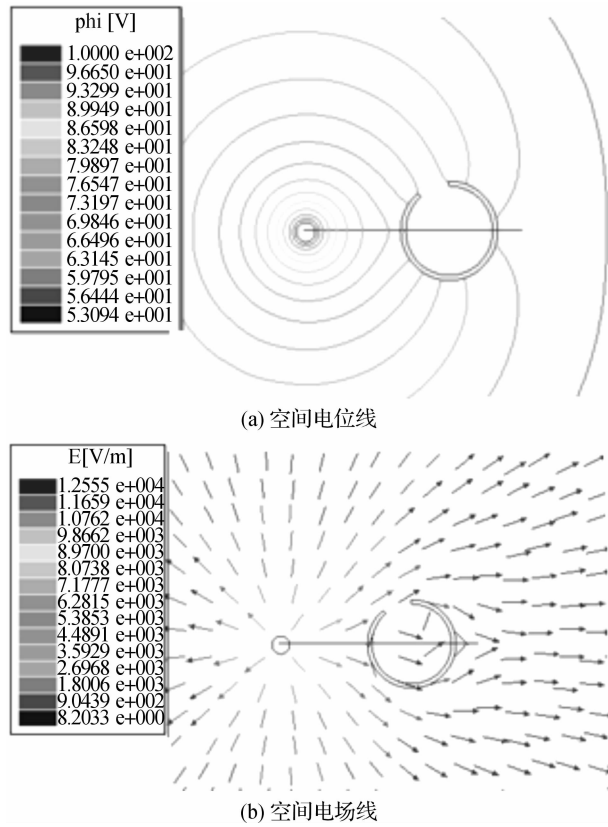 phi [V]
1.0000 e+002
9.6650 e+001
9.3299 e+001
8.9949 e+001
8.6598 e+001
8.3248 e+001
7.9897 e+001
7.6547 e+001
7.3197 e+001
6.9846 e+001
6.6496 e+001
6.3145 e+001
5.9795 e+001
5.6444 e+001
5.3094 e+001
(a) 空间电位线
E[V/m]
1.2555 e+004
1.1659 e+004
1.0762 e+004
9.8662 e+003
8.9700 e+003
8.0738 e+003
7.1777 e+003
6.2815 e+003
5.3853 e+003
4.4891 e+003
3.5929 e+003
2.6968 e+003
1.8006 e+003
9.0439 e+002
8.2033 e+000
(b) 空间电场线